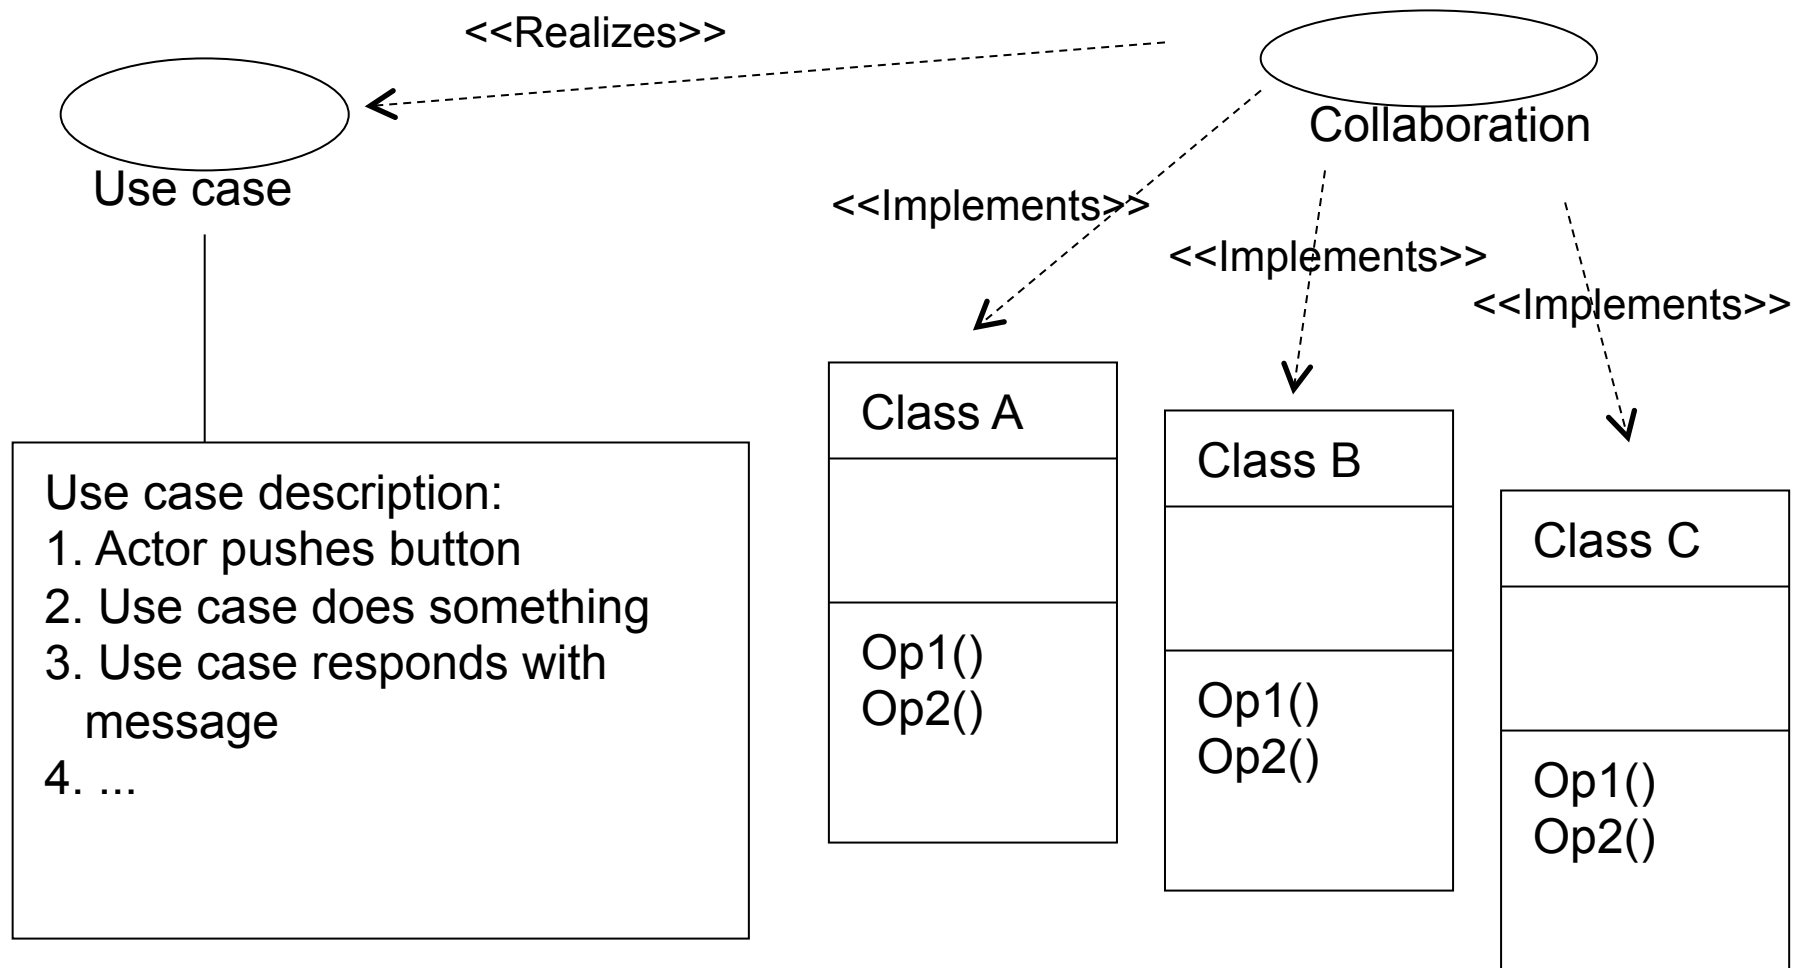 <<Realizes>>
Collaboration
Use case
<<Implements>>
<<Implements>>
<<Implements>>
Use case description:
1. Actor pushes button
2. Use case does something
3. Use case responds with
message
4. ...
Class A
Op1()
Op2()
Class B
Op1()
Op2()
Class C
Op1()
Op2()